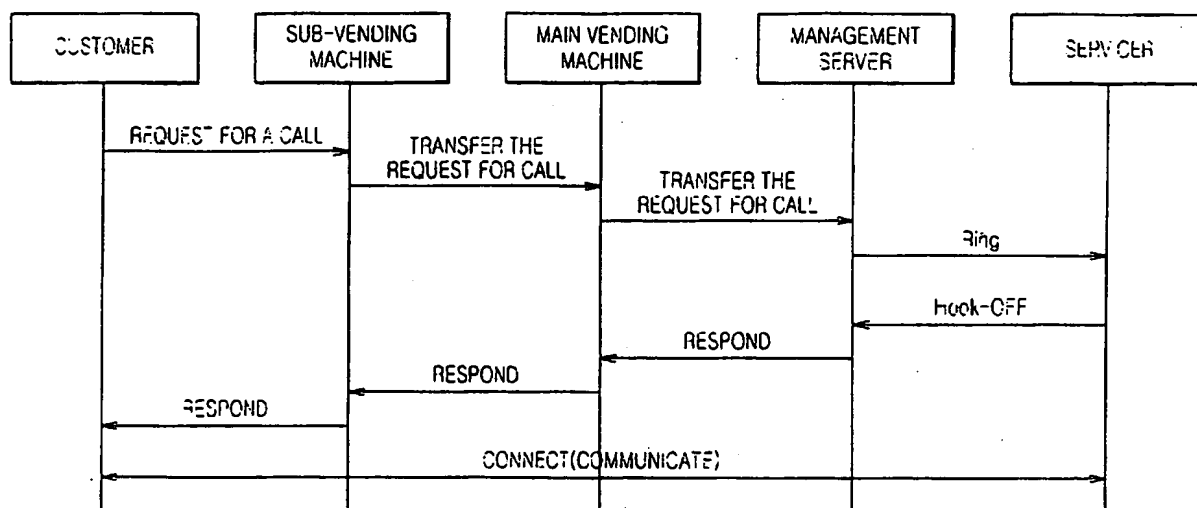 CUSTOMER
SUB-VENDING
MACHINE
MAIN VENDING
MACHINE
MANAGEMENT
SERVER
SERVICER
REQUEST FOR A CALL
TRANSFER THE
REQUEST FOR CALL
TRANSFER THE
REQUEST FOR CALL
Ring
Hook-OFF
RESPOND
RESPOND
RESPOND
CONNECT(COMMUNICATE)